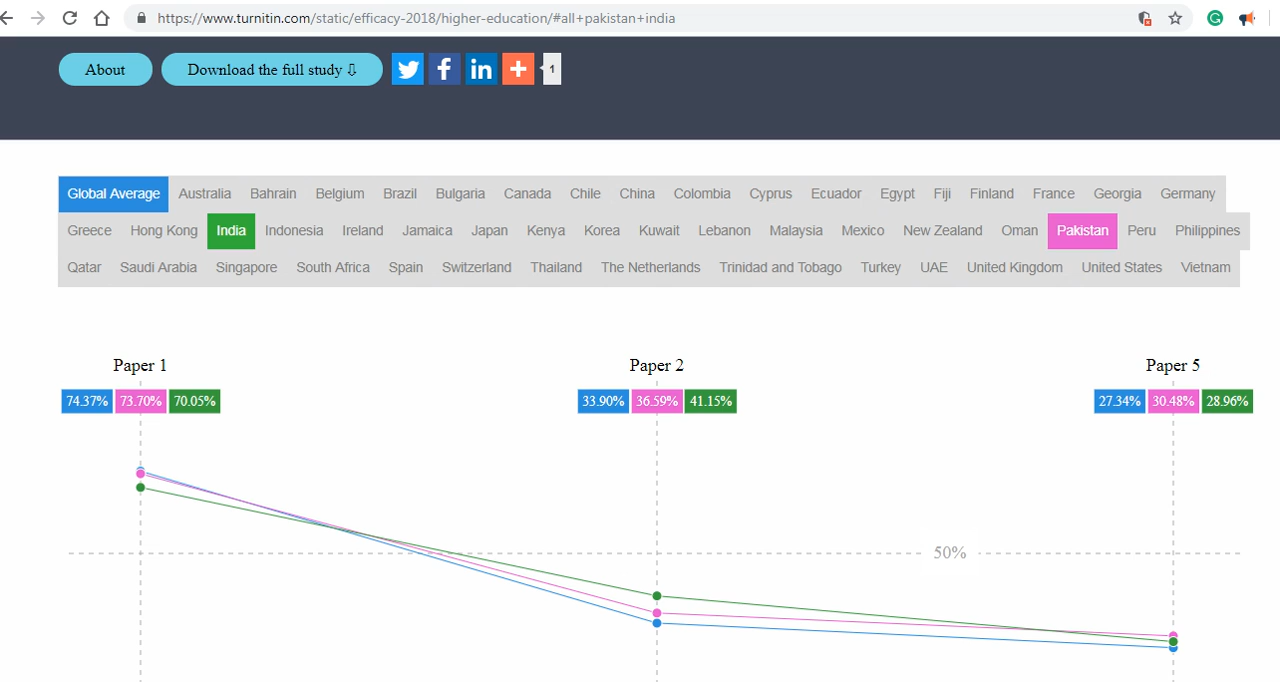 https://www.turnitin.com/static/efficacy-2018/higher-education/#all+pakistan+india
About Download the full study ⇩ 1
Global Average Australia Bahrain Belgium Brazil Bulgaria Canada Chile China Colombia Cyprus Ecuador Egypt Fiji Finland France Georgia Germany
Greece Hong Kong India Indonesia Ireland Jamaica Japan Kenya Korea Kuwait Lebanon Malaysia Mexico New Zealand Oman Pakistan Peru Philippines
Qatar Saudi Arabia Singapore South Africa Spain Switzerland Thailand The Netherlands Trinidad and Tobago Turkey UAE United Kingdom United States Vietnam
Paper 1 Paper 2 Paper 5
74.37% 73.70% 70.05% 33.90% 36.59% 41.15% 27.34% 30.48% 28.96%
50%